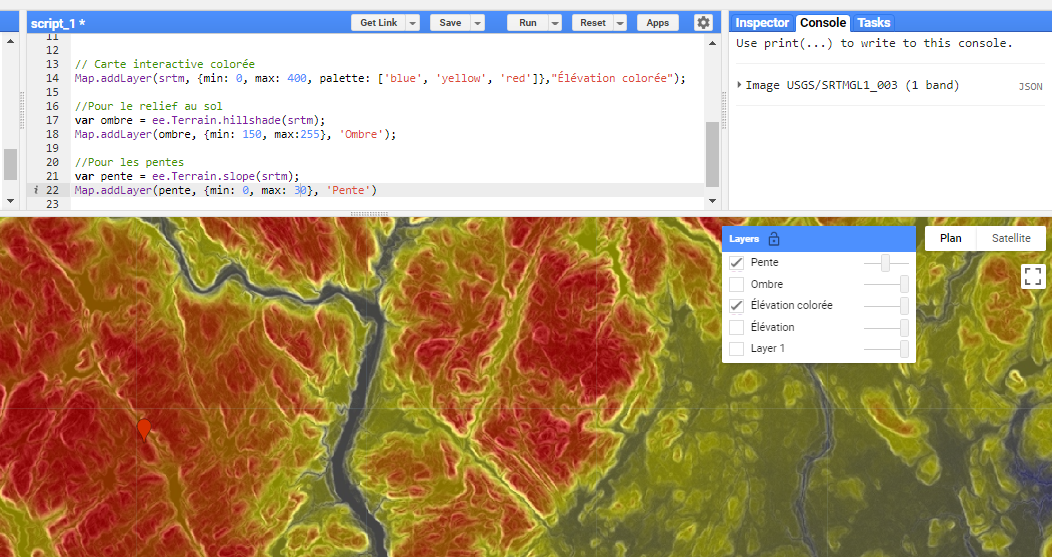 script_1 *
Get Link
Save
Run
Reset
Apps
Inspector
Console
Tasks
11
12
13 // Carte interactive colorée
14 Map.addLayer(srtm, {min: 0, max: 400, palette: ['blue', 'yellow', 'red']},"Élévation colorée");
15
16 //Pour le relief au sol
17 var ombre = ee.Terrain.hillshade(srtm);
18 Map.addLayer(ombre, {min: 150, max:255}, 'Ombre');
19
20 //Pour les pentes
21 var pente = ee.Terrain.slope(srtm);
i 22 Map.addLayer(pente, {min: 0, max: 30}, 'Pente')
23
Use print(...) to write to this console.
Image USGS/SRTMGL1_003 (1 band)
JSON
Layers
Pente
Ombre
Élévation colorée
Élévation
Layer 1
Plan
Satellite